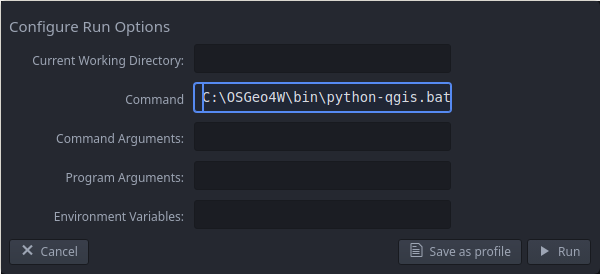 Configure Run Options
Current Working Directory:
Command C:\OSGeo4W\bin\python-qgis.bat
Command Arguments:
Program Arguments:
Environment Variables:
Cancel Save as profile Run